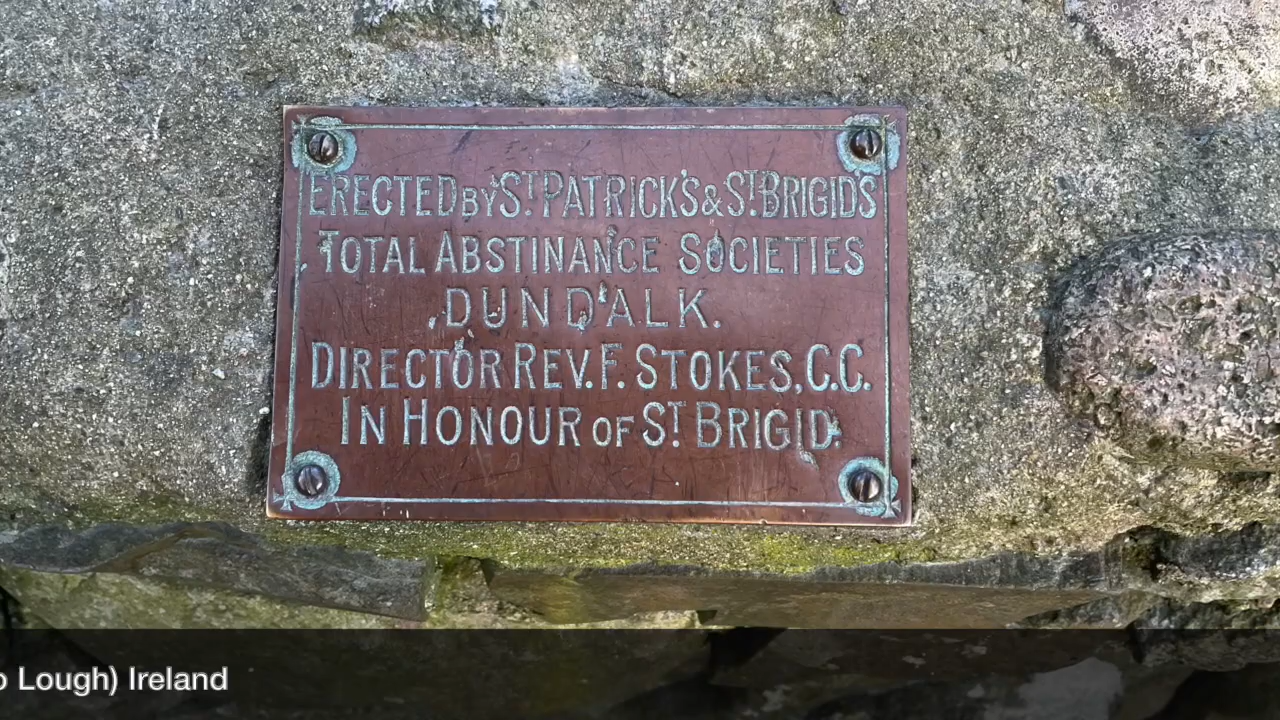 ERECTED BY ST. PATRICK'S & ST. BRIGID'S
TOTAL ABSTINANCE SOCIETIES
DUNDALK.
DIRECTOR REV. F. STOKES, C.C.
IN HONOUR OF ST BRIGID.
Lough) Ireland